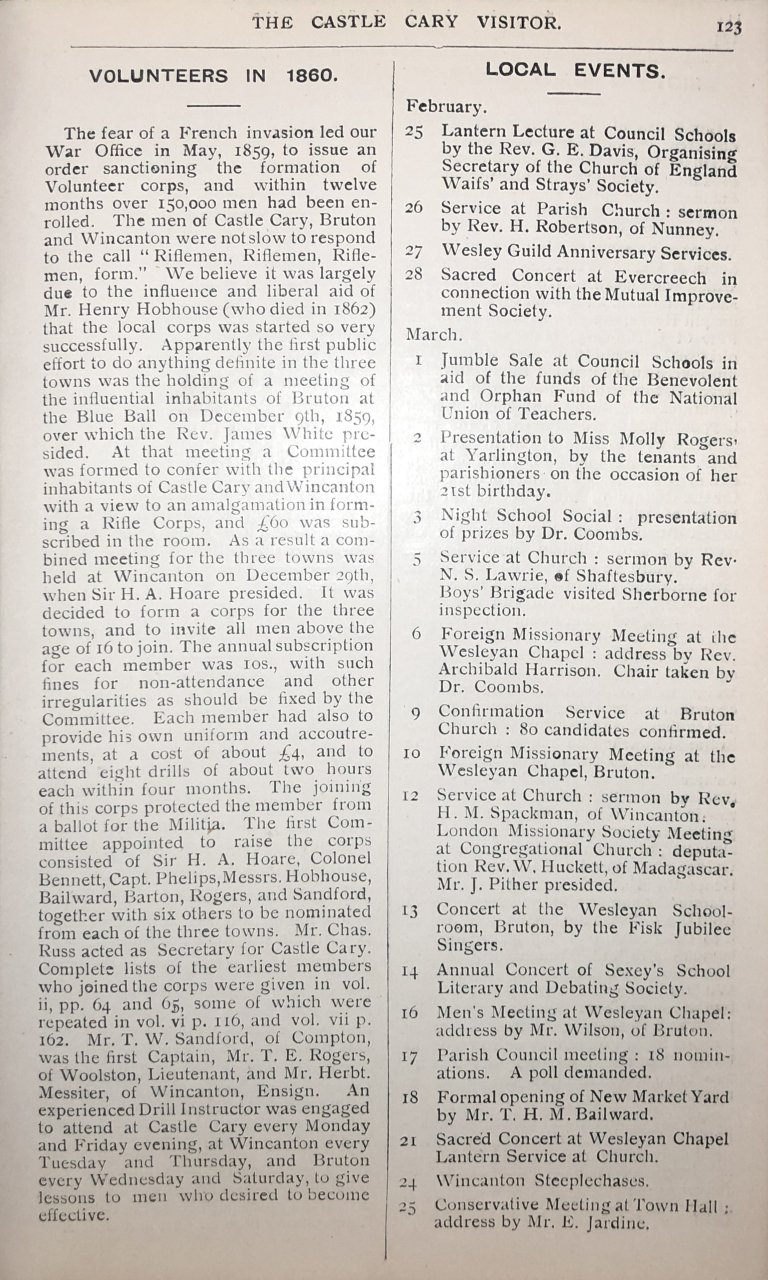 THE CASTLE CARY VISITOR.
123
VOLUNTEERS IN 1860.
The fear of a French invasion led our
War Office in May, 1859, to issue an
order sanctioning the formation of
Volunteer corps, and within twelve
months over 150,000 men had been en-
rolled. The men of Castle Cary, Bruton
and Wincanton were not slow to respond
to the call "Riflemen, Riflemen, Rifle-
men, form." We believe it was largely
due to the influence and liberal aid of
Mr. Henry Hobhouse (who died in 1862)
that the local corps was started so very
successfully. Apparently the first public
effort to do anything definite in the three
towns was the holding of a meeting of
the influential inhabitants of Bruton at
the Blue Ball on December 9th, 1859,
over which the Rev. James White pre-
sided. At that meeting a Committee
was formed to confer with the principal
inhabitants of Castle Cary and Wincanton
with a view to an amalgamation in form-
ing a Rifle Corps, and £60 was sub-
scribed in the room. As a result a com-
bined meeting for the three towns was
held at Wincanton on December 29th,
when Sir H. A. Hoare presided. It was
decided to form a corps for the three
towns, and to invite all men above the
age of 16 to join. The annual subscription
for each member was 10s., with such
fines for non-attendance and other
irregularities as should be fixed by the
Committee. Each member had also to
provide his own uniform and accoutre-
ments, at a cost of about £4, and to
attend eight drills of about two hours
each within four months. The joining
of this corps protected the member from
a ballot for the Militia. The first Com-
mittee appointed to raise the corps
consisted of Sir H. A. Hoare, Colonel
Bennett, Capt. Phelips, Messrs. Hobhouse,
Bailward, Barton, Rogers, and Sandford,
together with six others to be nominated
from each of the three towns. Mr. Chas.
Russ acted as Secretary for Castle Cary.
Complete lists of the earliest members
who joined the corps were given in vol.
ii, pp. 64 and 65, some of which were
repeated in vol. vi p. 116, and vol. vii p.
162. Mr. T. W. Sandford, of Compton,
was the first Captain, Mr. T. E. Rogers,
of Woolston, Lieutenant, and Mr. Herbt.
Messiter, of Wincanton, Ensign. An
experienced Drill Instructor was engaged
to attend at Castle Cary every Monday
and Friday evening, at Wincanton every
Tuesday and Thursday, and Bruton
every Wednesday and Saturday, to give
lessons to men who desired to become
effective.
LOCAL EVENTS.
February.
25 Lantern Lecture at Council Schools
by the Rev. G. E. Davis, Organising
Secretary of the Church of England
Waifs' and Strays' Society.
26 Service at Parish Church : sermon
by Rev. H. Robertson, of Nunney.
27 Wesley Guild Anniversary Services.
28 Sacred Concert at Evercreech in
connection with the Mutual Improve-
ment Society.
March.
1 Jumble Sale at Council Schools in
aid of the funds of the Benevolent
and Orphan Fund of the National
Union of Teachers.
2 Presentation to Miss Molly Rogers,
at Yarlington, by the tenants and
parishioners on the occasion of her
21st birthday.
3 Night School Social : presentation
of prizes by Dr. Coombs.
5 Service at Church : sermon by Rev.
N. S. Lawrie, of Shaftesbury.
Boys' Brigade visited Sherborne for
inspection.
6 Foreign Missionary Meeting at the
Wesleyan Chapel : address by Rev.
Archibald Harrison. Chair taken by
Dr. Coombs.
9 Confirmation Service at Bruton
Church : 80 candidates confirmed.
10 Foreign Missionary Meeting at the
Wesleyan Chapel, Bruton.
12 Service at Church : sermon by Rev.
H. M. Spackman, of Wincanton.
London Missionary Society Meeting
at Congregational Church : deputa-
tion Rev. W. Huckett, of Madagascar.
Mr. J. Pither presided.
13 Concert at the Wesleyan School-
room, Bruton, by the Fisk Jubilee
Singers.
14 Annual Concert of Sexey's School
Literary and Debating Society.
16 Men's Meeting at Wesleyan Chapel:
address by Mr. Wilson, of Bruton.
17 Parish Council meeting : 18 nomin-
ations. A poll demanded.
18 Formal opening of New Market Yard
by Mr. T. H. M. Bailward.
21 Sacred Concert at Wesleyan Chapel
Lantern Service at Church.
24 Wincanton Steeplechases.
25 Conservative Meeting at Town Hall :
address by Mr. E. Jardine.